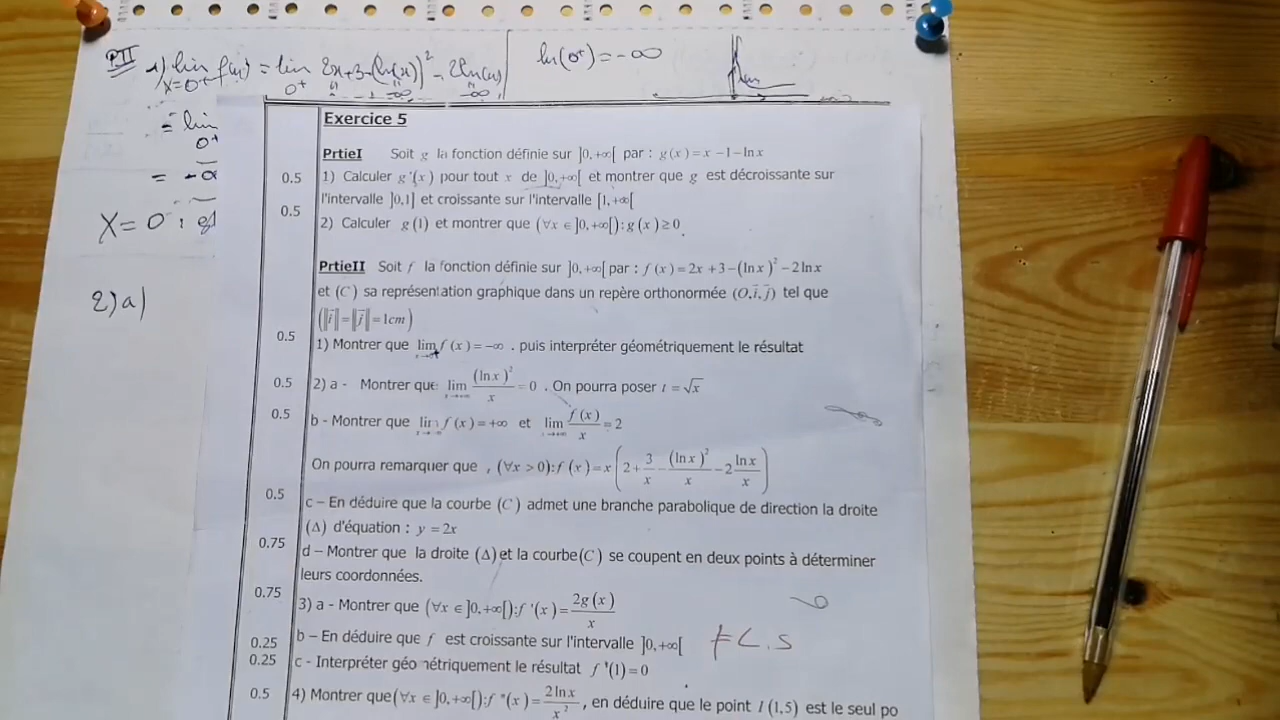 PII 1) lim f(x) = lim 2x+3-(ln(x))² - 2ln(x)
x→0+ 0+ -∞ -∞
ln(0+) = -∞
= lim
0+
= -∞
X = 0 :
2) a)
Exercice 5
PrtieI Soit g la fonction définie sur ]0,+∞[ par : g(x) = x - 1 - ln x
0.5 1) Calculer g'(x) pour tout x de ]0,+∞[ et montrer que g est décroissante sur
l'intervalle ]0,1] et croissante sur l'intervalle [1,+∞[
0.5 2) Calculer g(1) et montrer que (∀x ∈ ]0,+∞[): g(x) ≥ 0
PrtieII Soit f la fonction définie sur ]0,+∞[ par : f(x) = 2x + 3 - (ln x)² - 2 ln x
et (C) sa représentation graphique dans un repère orthonormée (O, i, j) tel que
(||i|| = ||j|| = 1cm)
0.5 1) Montrer que lim f(x) = -∞ . puis interpréter géométriquement le résultat
0.5 2) a - Montrer que lim (ln x)²/x = 0 . On pourra poser t = √x
0.5 b - Montrer que lim f(x) = +∞ et lim f(x)/x = 2
On pourra remarquer que , (∀x > 0): f(x) = x(2 + 3/x - (ln x)²/x - 2 ln x/x)
0.5 c – En déduire que la courbe (C) admet une branche parabolique de direction la droite
(Δ) d'équation : y = 2x
0.75 d – Montrer que la droite (Δ) et la courbe (C) se coupent en deux points à déterminer
leurs coordonnées.
0.75 3) a - Montrer que (∀x ∈ ]0,+∞[): f'(x) = 2g(x)/x
0.25 b – En déduire que f est croissante sur l'intervalle ]0,+∞[
0.25 c - Interpréter géométriquement le résultat f'(1) = 0
0.5 4) Montrer que (∀x ∈ ]0,+∞[): f''(x) = 2 ln x/x² , en déduire que le point I(1,5) est le seul po